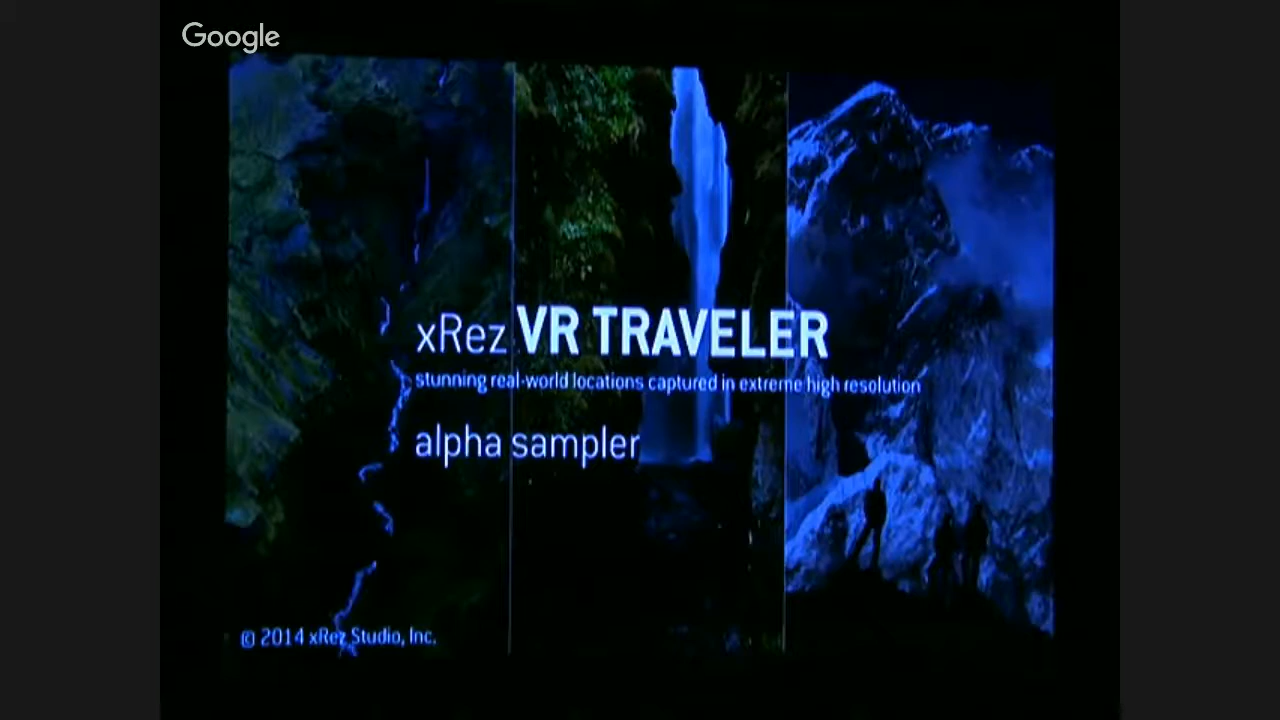 Google
xRez VR TRAVELER
stunning real-world locations captured in extreme high resolution
alpha sampler
© 2014 xRez Studio, Inc.